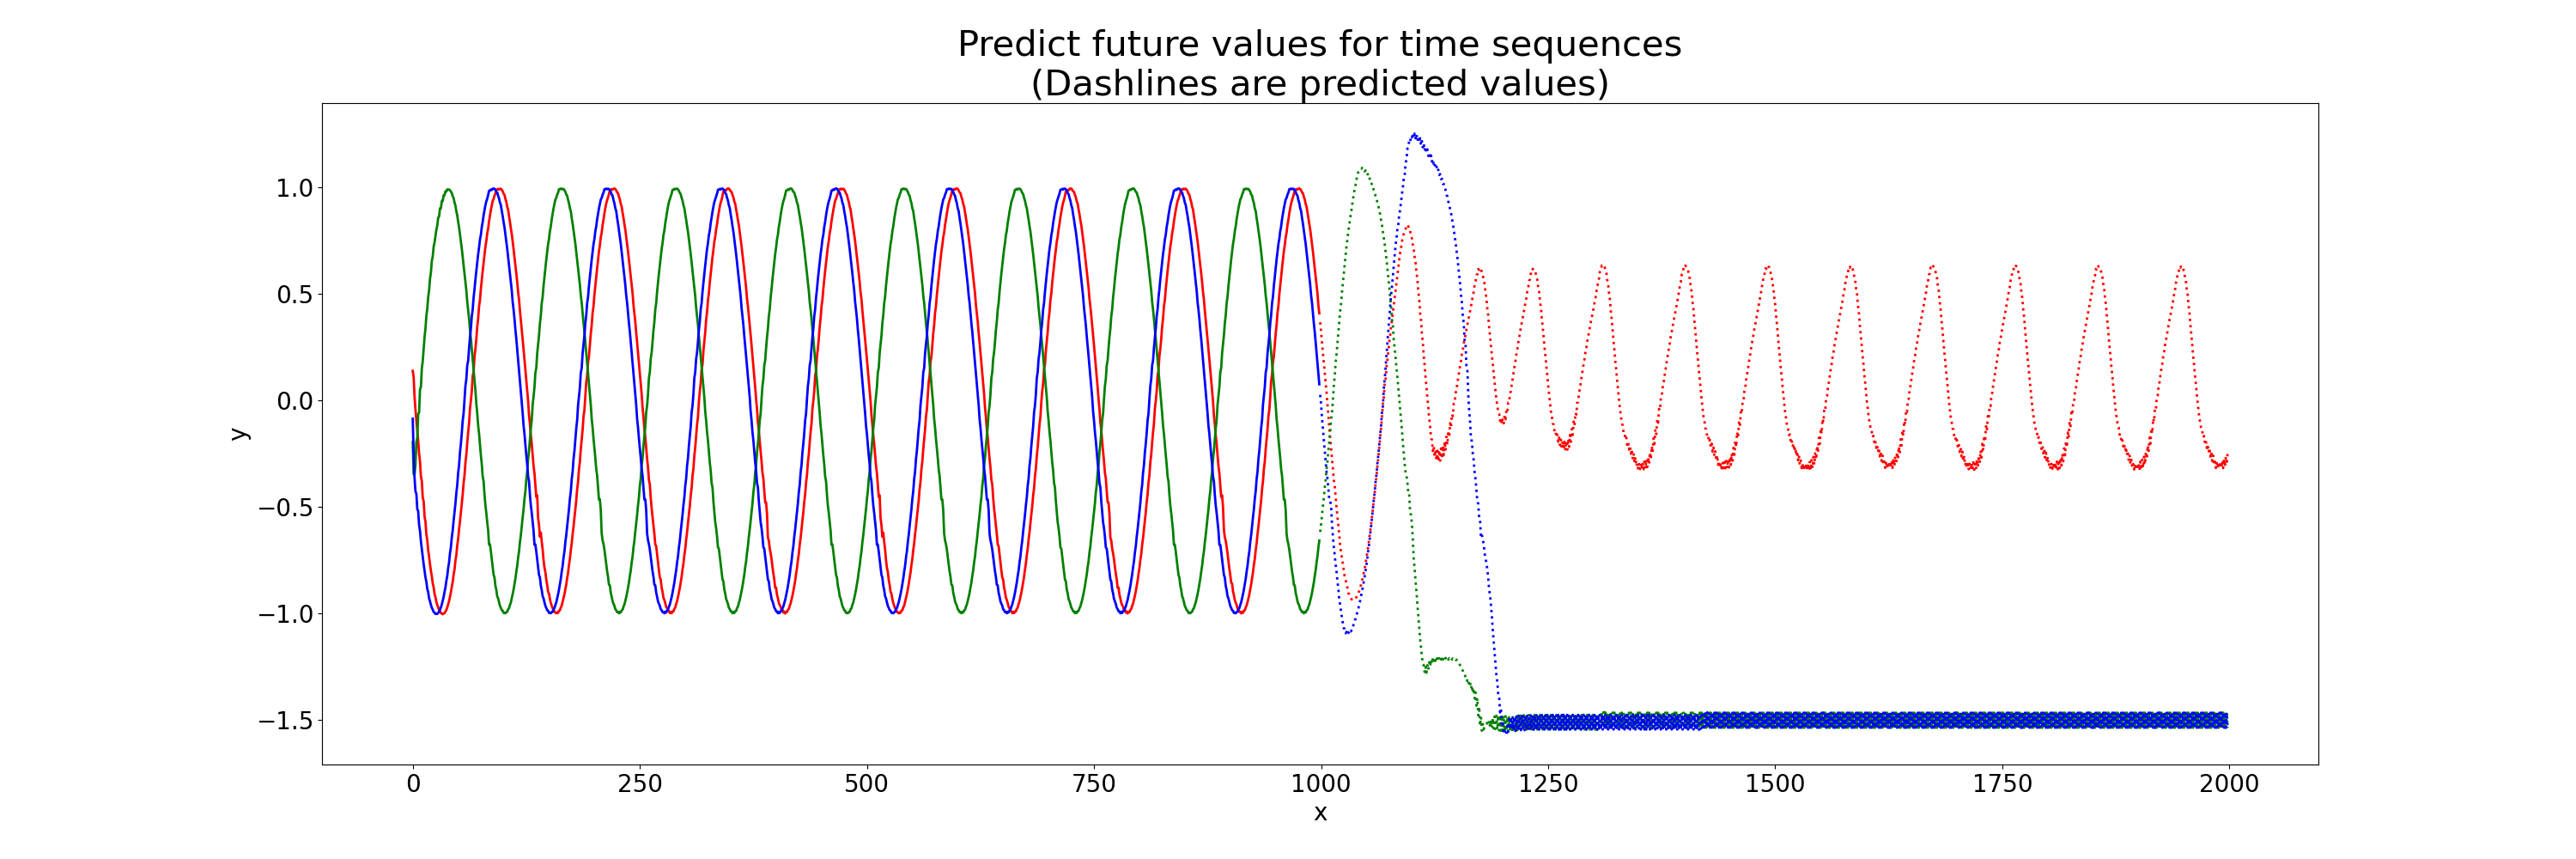 Predict future values for time sequences
(Dashlines are predicted values)
1.0
0.5
0.0
−0.5
−1.0
−1.5
y
0 250 500 750 1000 1250 1500 1750 2000
x